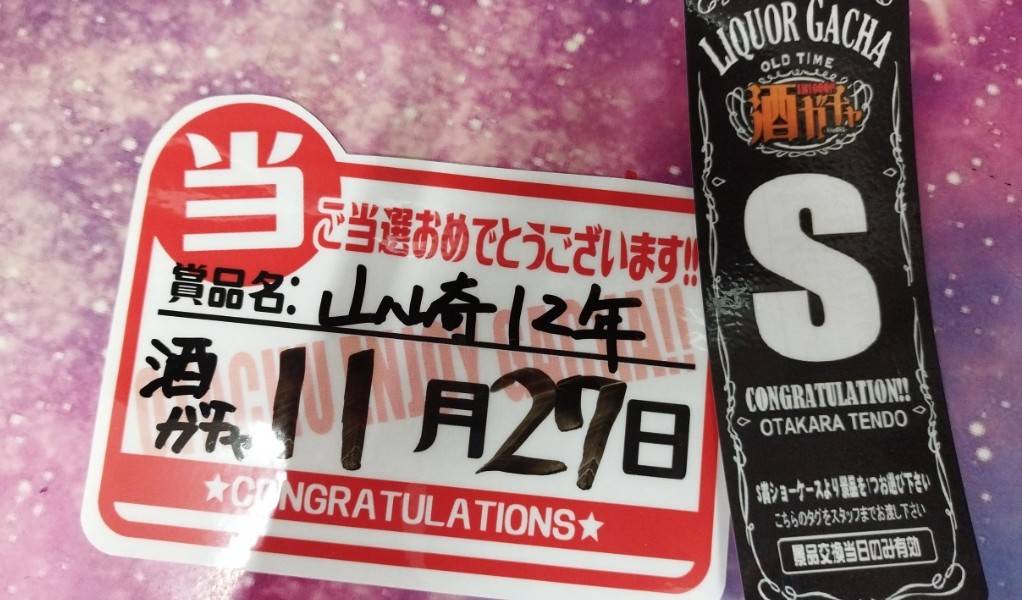 当
ご当選おめでとうございます!!
賞品名: 山崎12年
酒ガチャ 11月27日
★CONGRATULATIONS★
LIQUOR GACHA
OLD TIME
酒ガチャ
S
CONGRATULATION!!
OTAKARA TENDO
S賞ショーケースより景品を1つお選び下さい
こちらのタグをスタッフまでお渡し下さい
景品交換当日のみ有効